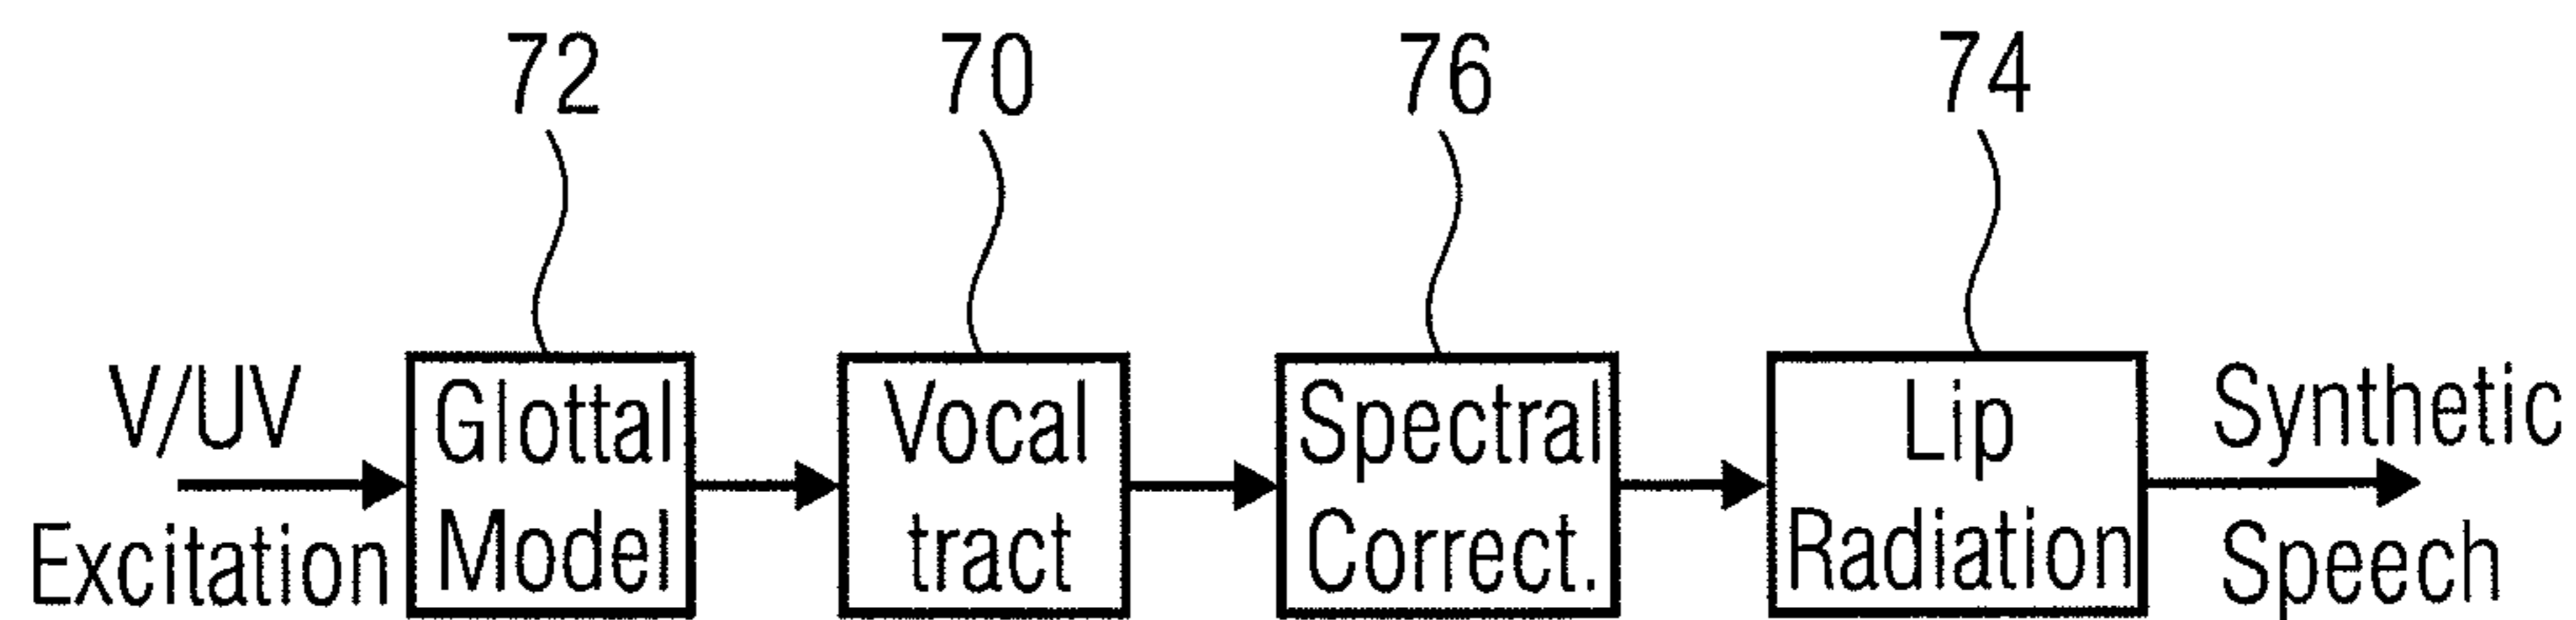 72
70
76
74
V/UV
Excitation
Glottal
Model
Vocal
tract
Spectral
Correct.
Lip
Radiation
Synthetic
Speech